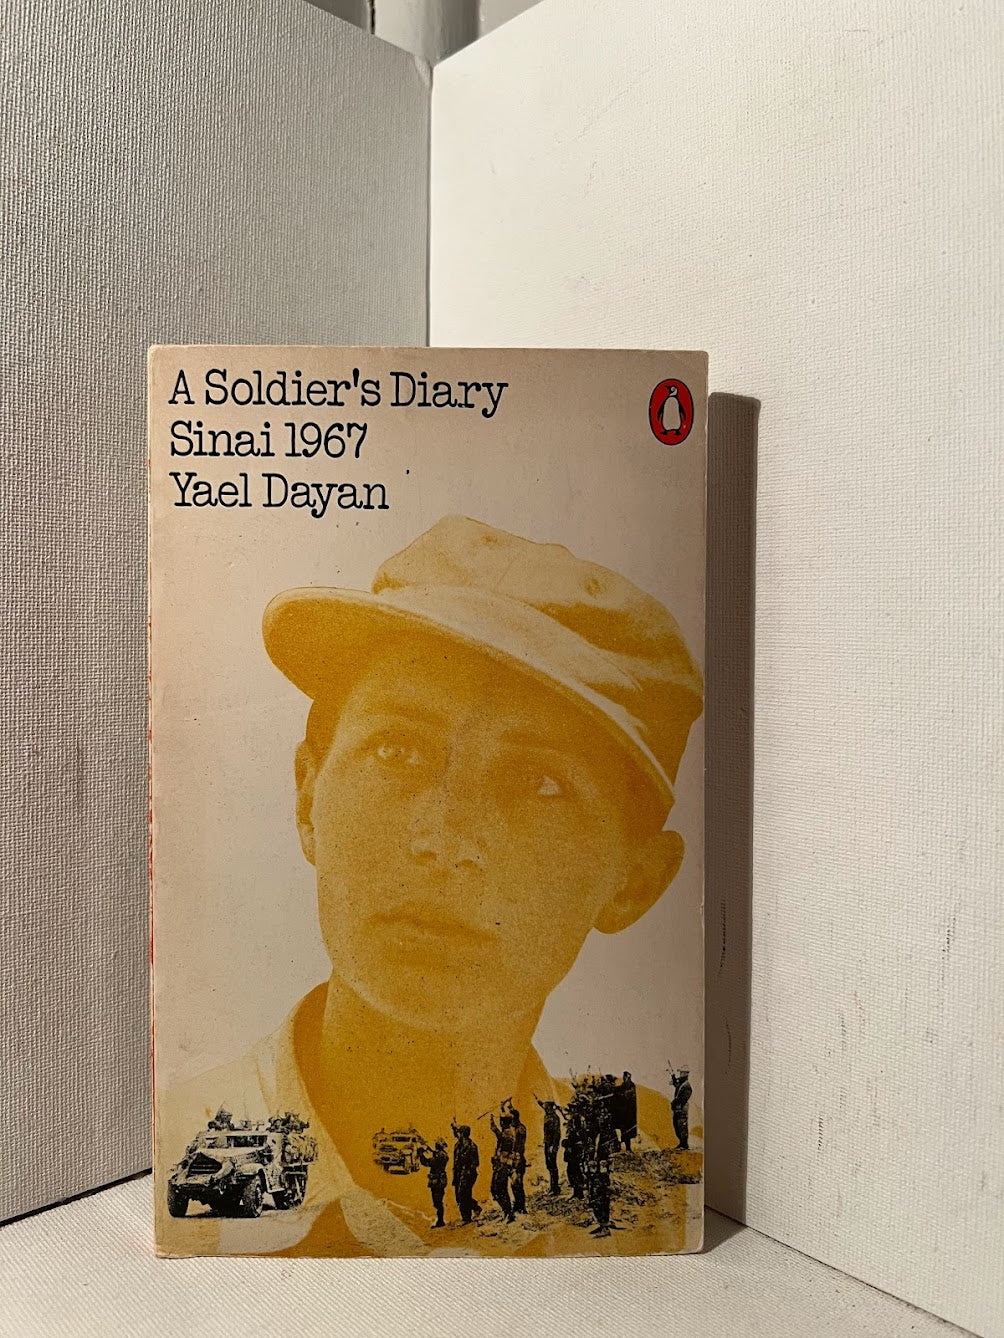 A Soldier's Diary
Sinai 1967
Yael Dayan